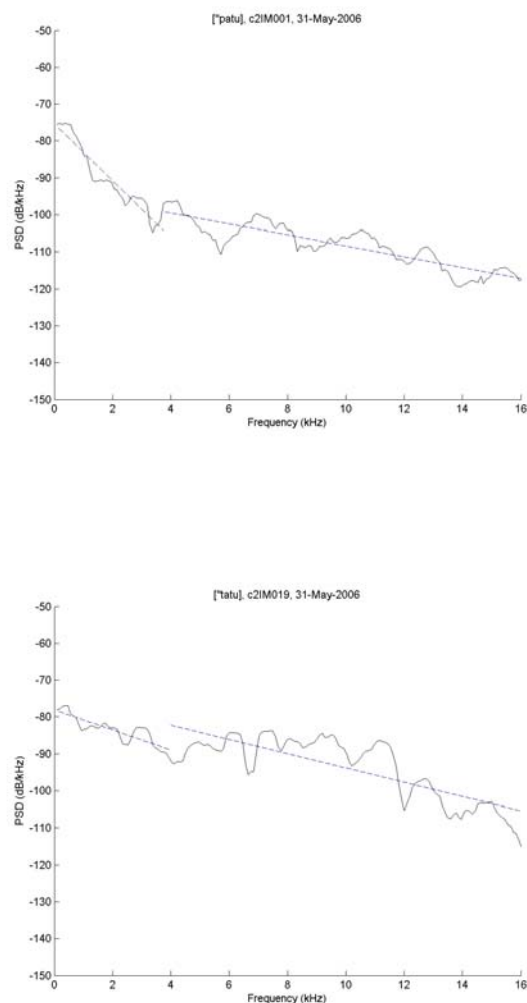 ["patu], c2IM001, 31-May-2006
-50
-60
-70
-80
-90
-100
-110
-120
-130
-140
-150
PSD (dB/kHz)
0 2 4 6 8 10 12 14 16
Frequency (kHz)
["tatu], c2IM019, 31-May-2006
-50
-60
-70
-80
-90
-100
-110
-120
-130
-140
-150
PSD (dB/kHz)
0 2 4 6 8 10 12 14 16
Frequency (kHz)